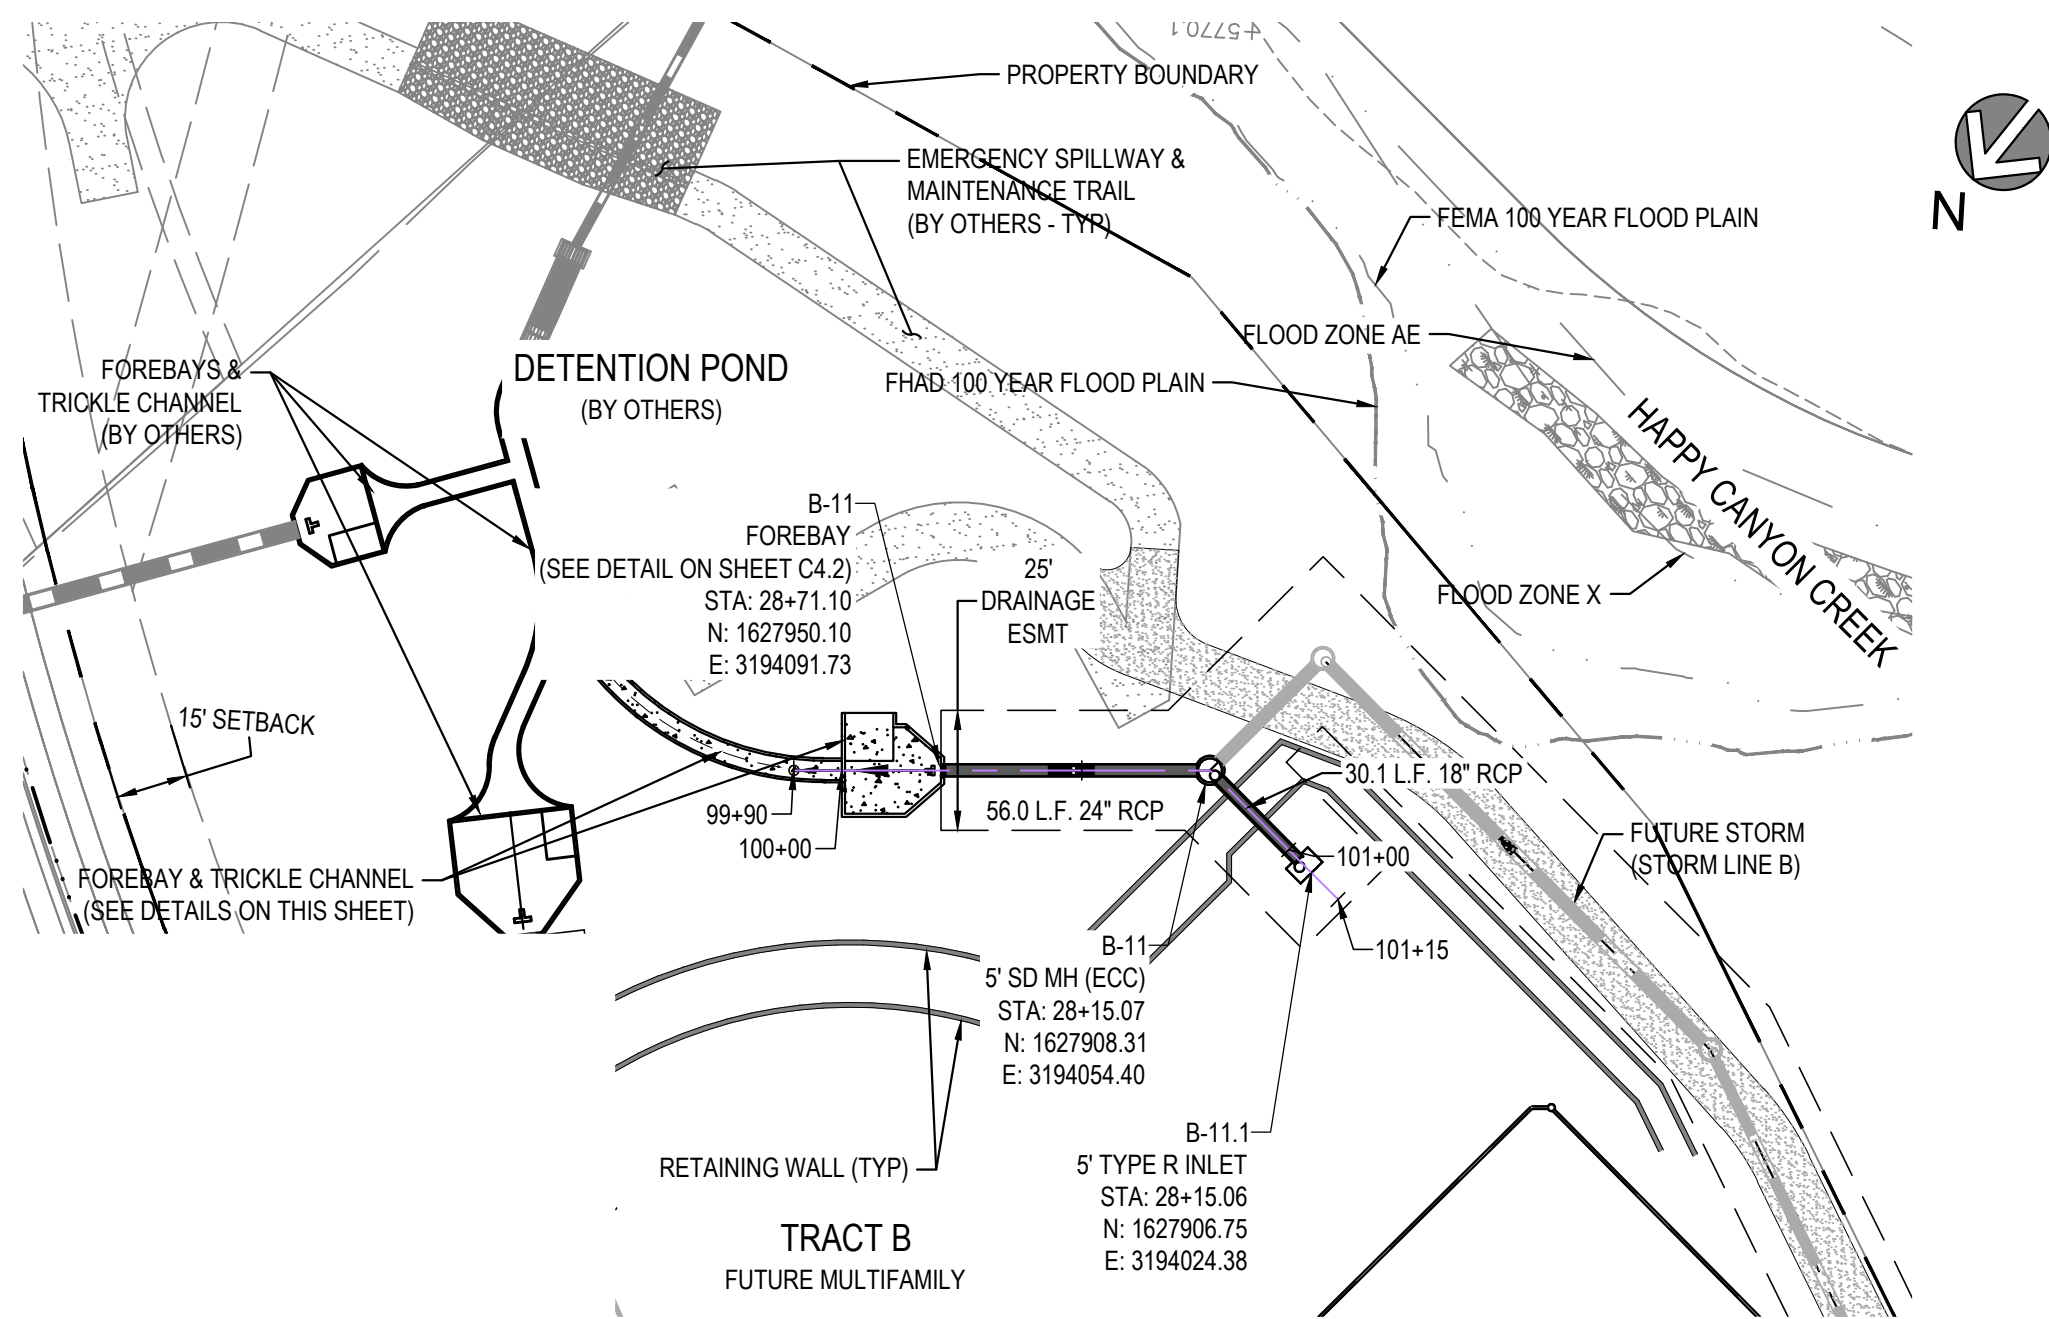 4-5770.1
PROPERTY BOUNDARY
EMERGENCY SPILLWAY &
MAINTENANCE TRAIL
(BY OTHERS - TYP)
N
FEMA 100 YEAR FLOOD PLAIN
FLOOD ZONE AE
FHAD 100 YEAR FLOOD PLAIN
HAPPY CANYON CREEK
FLOOD ZONE X
FOREBAYS &
TRICKLE CHANNEL
(BY OTHERS)
DETENTION POND
(BY OTHERS)
B-11
FOREBAY
(SEE DETAIL ON SHEET C4.2)
STA: 28+71.10
N: 1627950.10
E: 3194091.73
25'
DRAINAGE
ESMT
15' SETBACK
30.1 L.F. 18" RCP
56.0 L.F. 24" RCP
99+90
100+00
101+00
101+15
FUTURE STORM
(STORM LINE B)
FOREBAY & TRICKLE CHANNEL
(SEE DETAILS ON THIS SHEET)
B-11
5' SD MH (ECC)
STA: 28+15.07
N: 1627908.31
E: 3194054.40
B-11.1
5' TYPE R INLET
STA: 28+15.06
N: 1627906.75
E: 3194024.38
RETAINING WALL (TYP)
TRACT B
FUTURE MULTIFAMILY